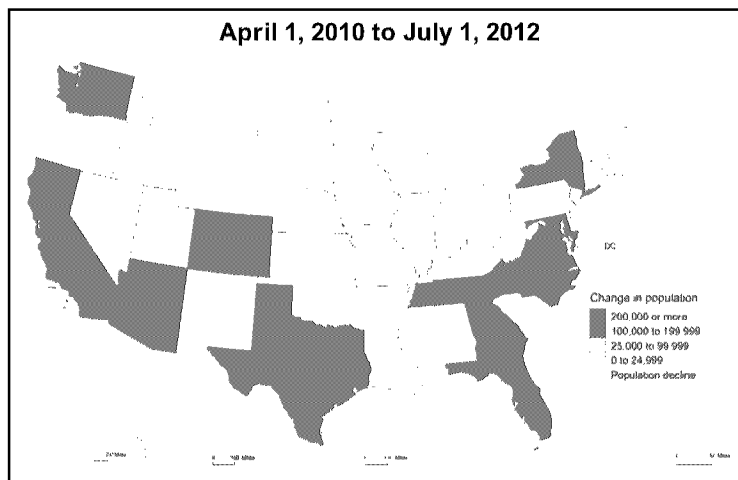 April 1, 2010 to July 1, 2012
DC
Change in population
200,000 or more
100,000 to 199,999
25,000 to 99,999
0 to 24,999
Population decline